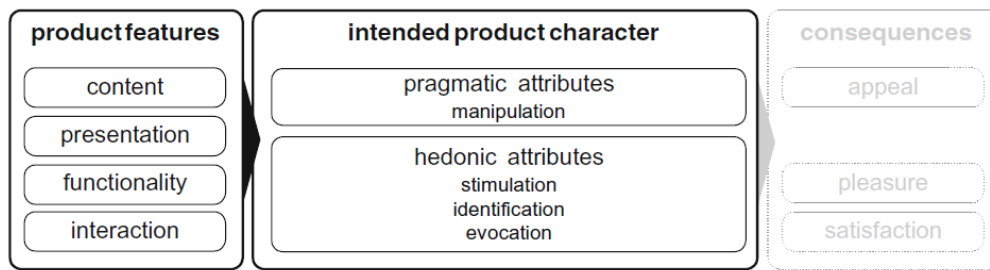 product features
content
presentation
functionality
interaction
intended product character
pragmatic attributes
manipulation
hedonic attributes
stimulation
identification
evocation
consequences
appeal
pleasure
satisfaction